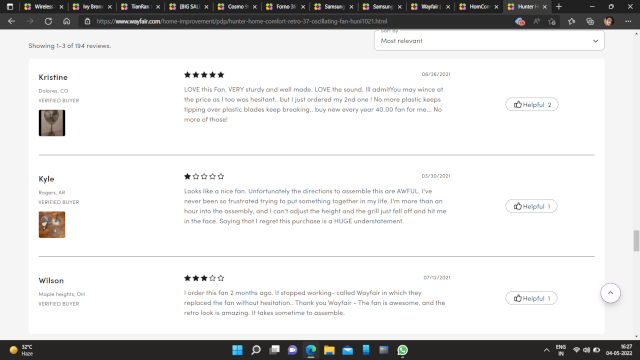 Wireless
by Brand
TianRan
(BIG SAL
Cosmo 9
Forno 3
Samsung
Samsung
Wayfair |
HomCom
Hunter H
https://www.wayfair.com/home-improvement/pdp/hunter-home-comfort-retro-37-oscillating-fan-huni1021.html
Sort By
Showing 1-3 of 194 reviews.
Most relevant
Kristine
06/26/2021
Dolores, CO
VERIFIED BUYER
LOVE this Fan. VERY sturdy and well made. LOVE the sound. Ill admitYou may wince at
the price as I too was hesitant.. but I just ordered my 2nd one ! No more plastic keeps
tipping over plastic blades keep breaking.. buy new every year 40.00 fan for me... No
more of those!
Helpful 2
Kyle
03/30/2021
Rogers, AR
VERIFIED BUYER
Looks like a nice fan. Unfortunately the directions to assemble this are AWFUL. I've
never been so frustrated trying to put something together in my life. I'm more than an
hour into the assembly, and I can't adjust the height and the grill just fell off and hit me
in the face. Saying that I regret this purchase is a HUGE understatement.
Helpful 1
Wilson
07/12/2021
Maple heights, OH
VERIFIED BUYER
I order this fan 2 months ago. It stopped working- called Wayfair in which they
replaced the fan without hesitation.. Thank you Wayfair - The fan is awesome, and the
retro look is amazing. It takes sometime to assemble.
Helpful 1
32°C
Haze
ENG
IN
16:27
04-05-2022